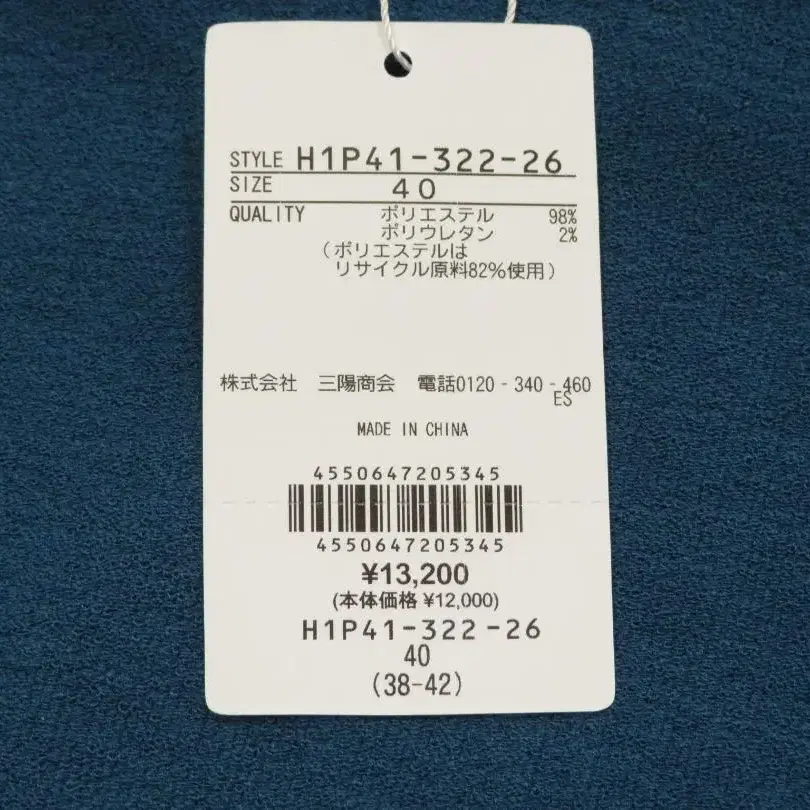 STYLE H1P41-322-26
SIZE 40
QUALITY ポリエステル 98%
ポリウレタン 2%
(ポリエステルは
リサイクル原料82%使用)
株式会社 三陽商会 電話0120-340-460
ES
MADE IN CHINA
4550647205345
4550647205345
¥13,200
(本体価格 ¥12,000)
H1P41-322-26
40
(38-42)